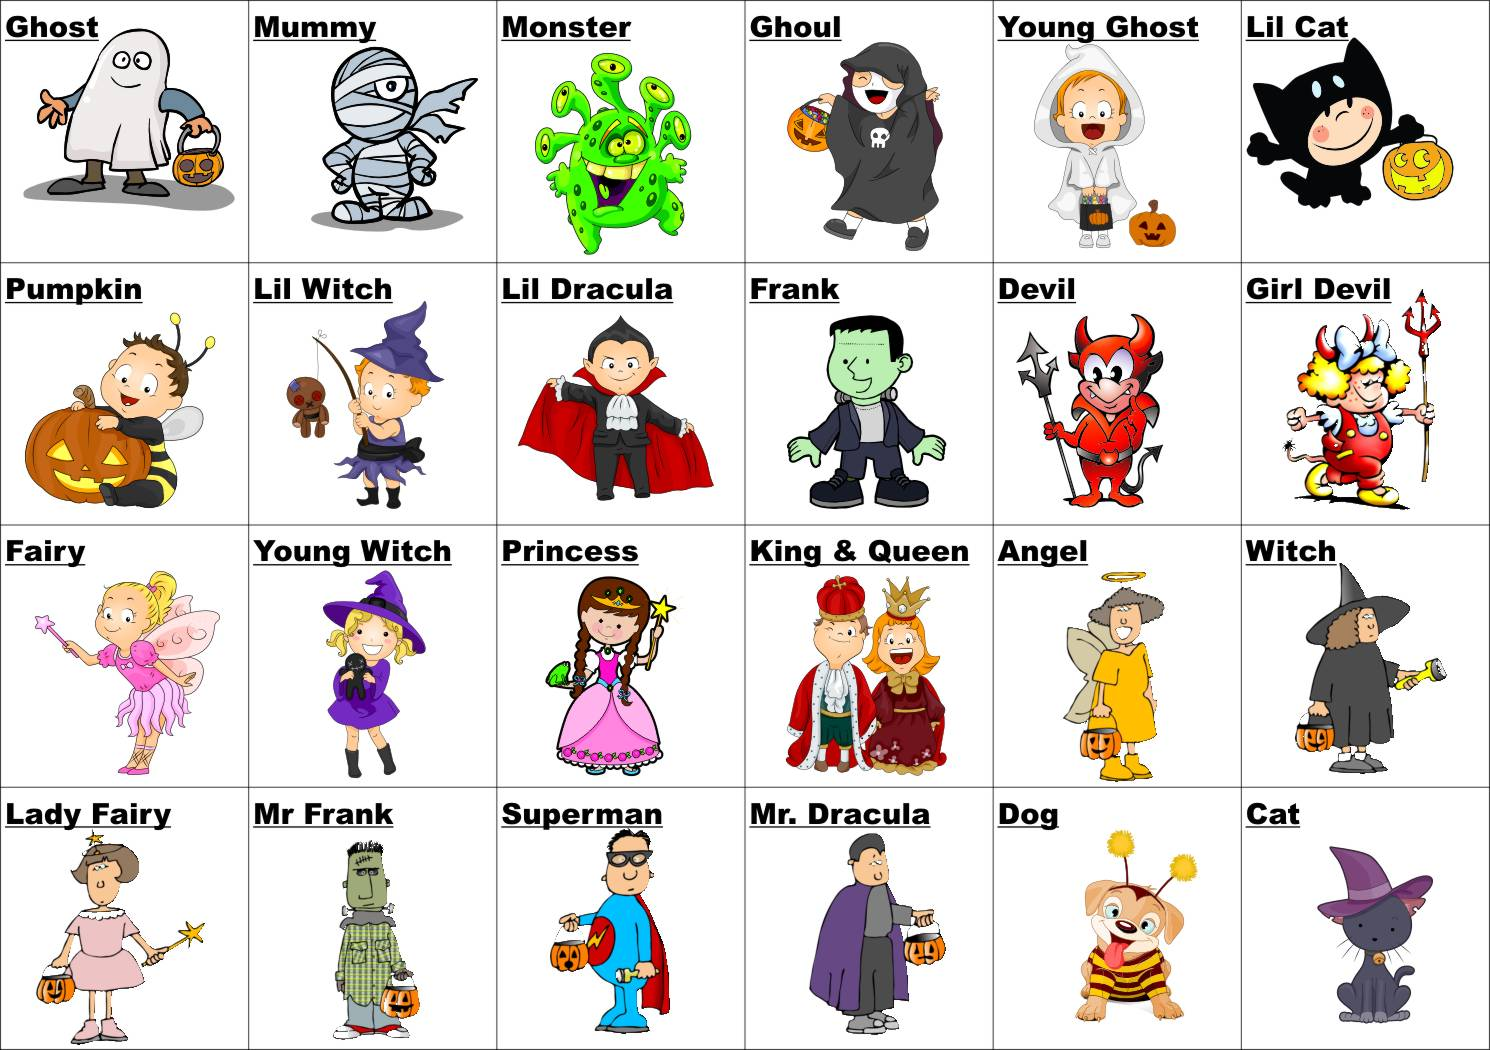 Ghost
Mummy
Monster
Ghoul
Young Ghost
Lil Cat
Pumpkin
Lil Witch
Lil Dracula
Frank
Devil
Girl Devil
Fairy
Young Witch
Princess
King & Queen
Angel
Witch
Lady Fairy
Mr Frank
Superman
Mr. Dracula
Dog
Cat